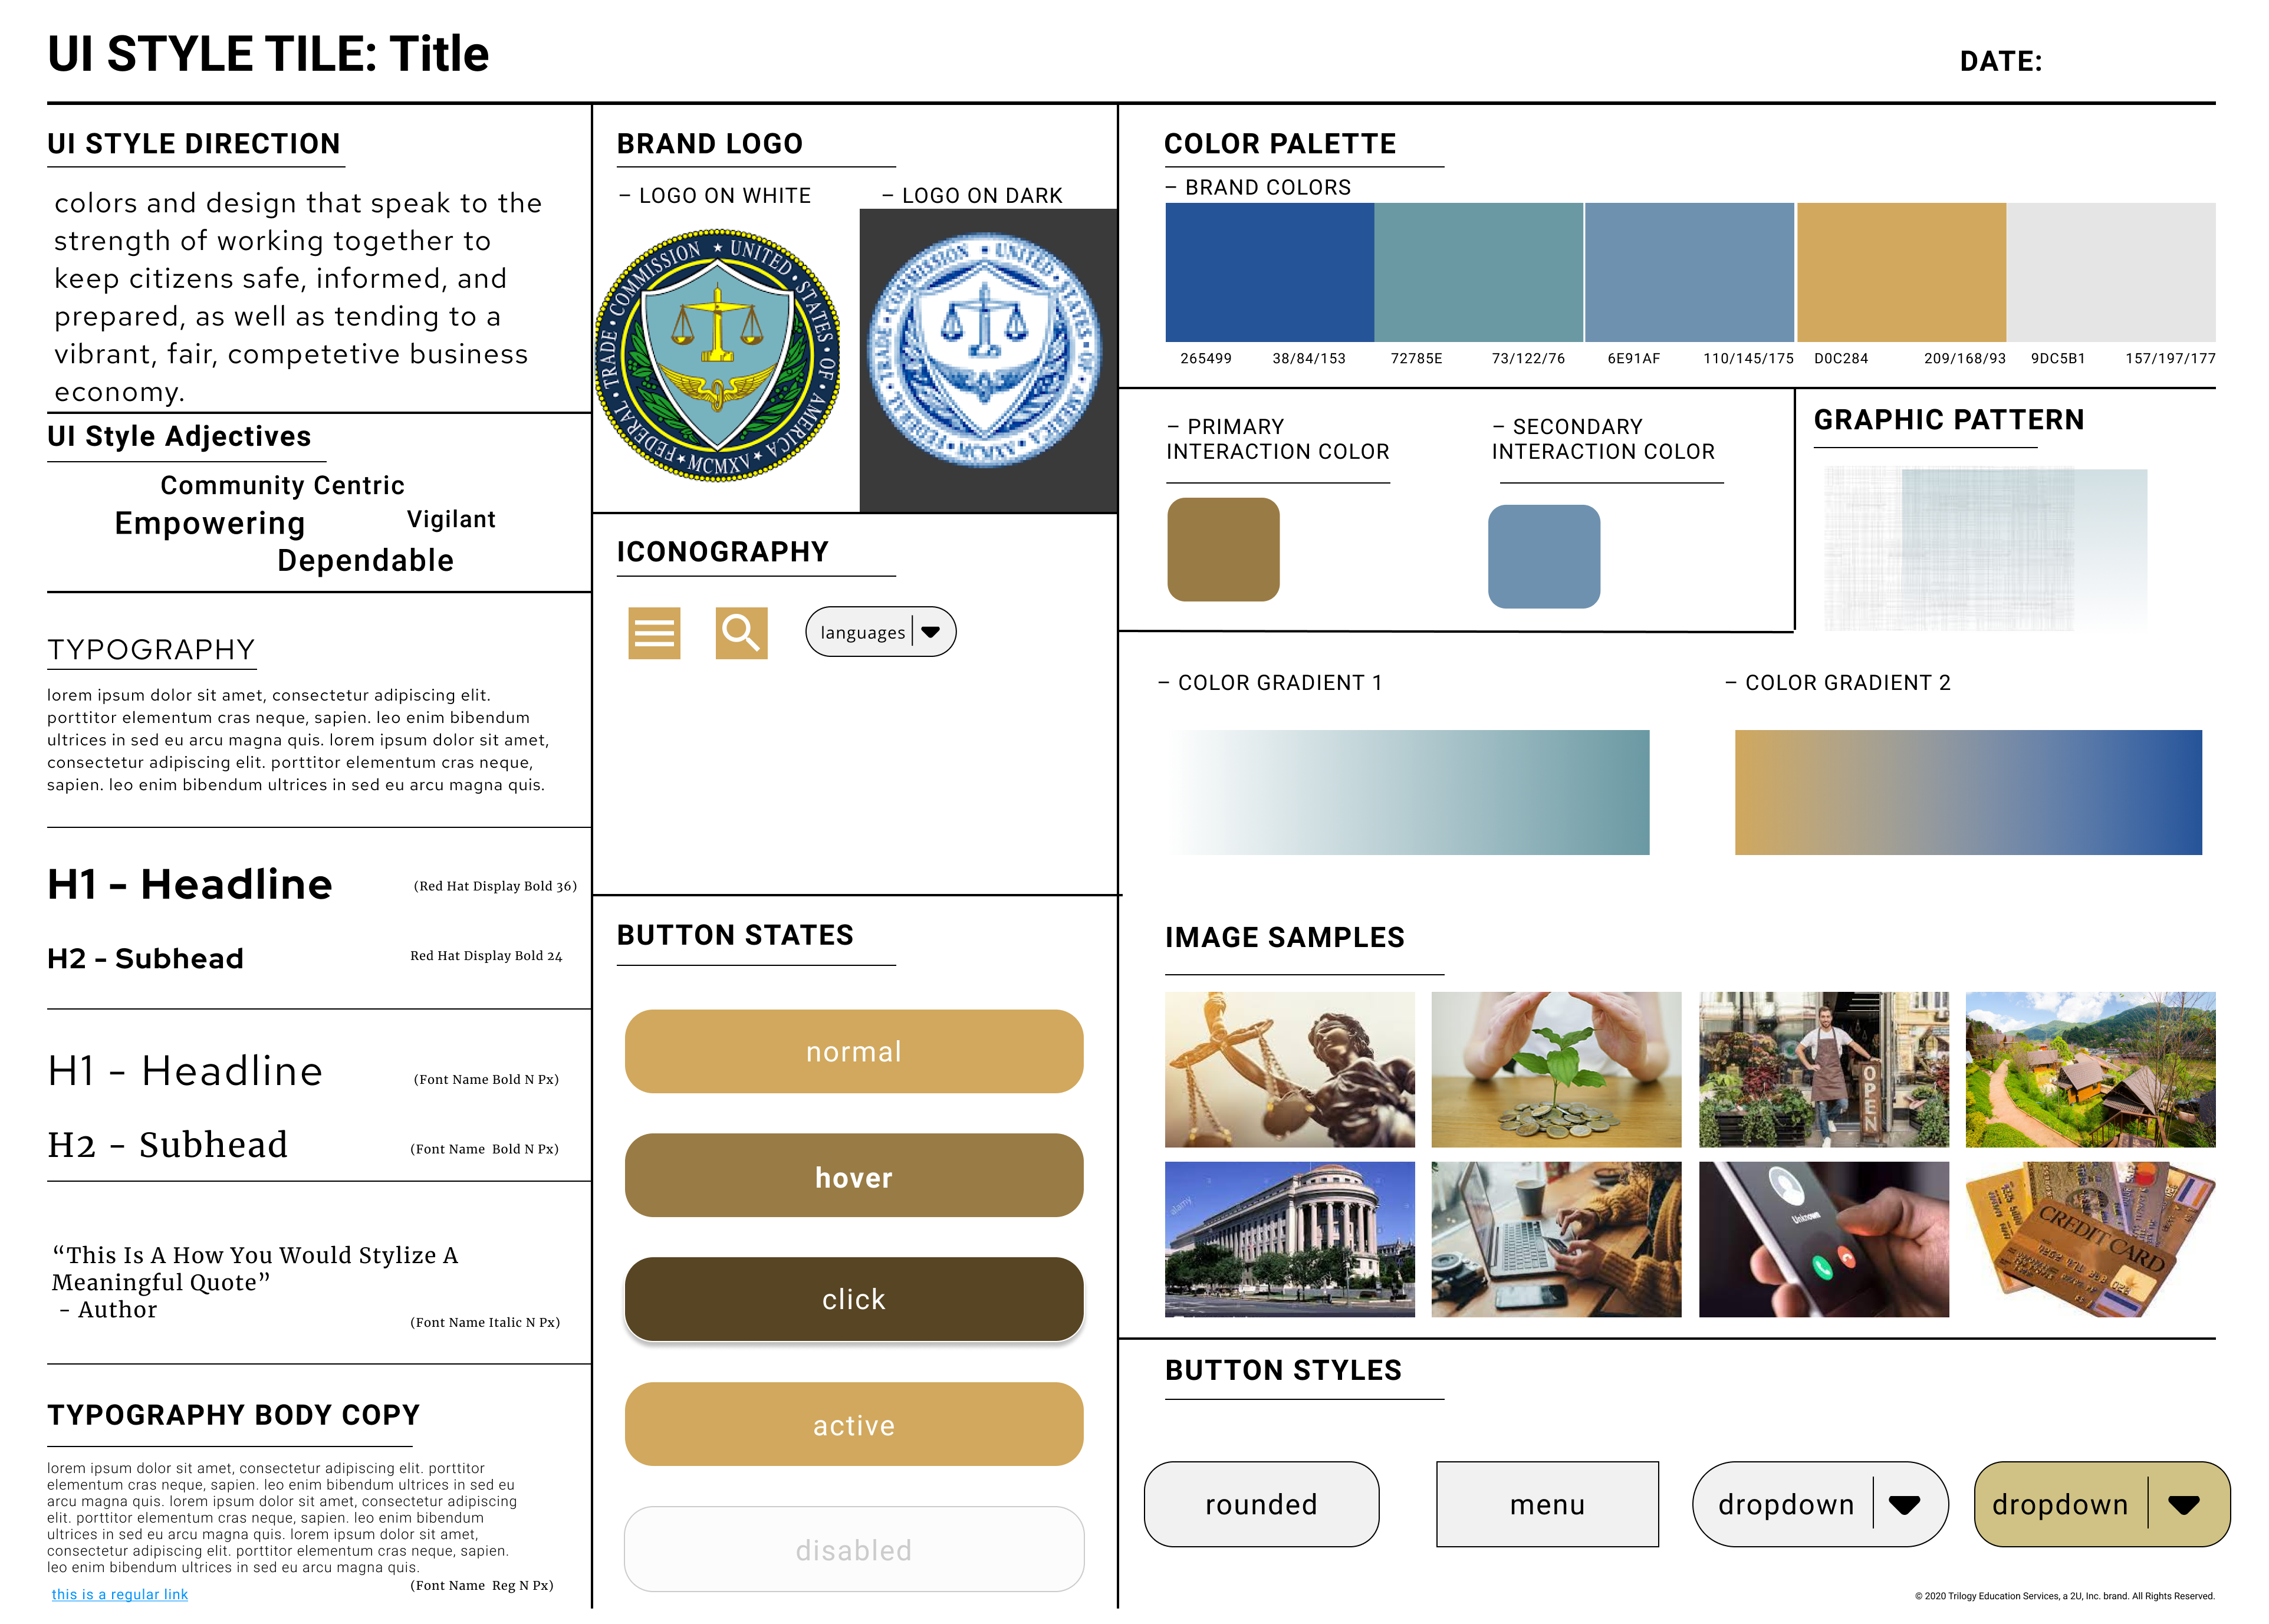 UI STYLE TILE: Title
DATE:
UI STYLE DIRECTION
colors and design that speak to the
strength of working together to
keep citizens safe, informed, and
prepared, as well as tending to a
vibrant, fair, competetive business
economy.
UI Style Adjectives
Community Centric
Empowering
Vigilant
Dependable
TYPOGRAPHY
lorem ipsum dolor sit amet, consectetur adipiscing elit.
porttitor elementum cras neque, sapien. leo enim bibendum
ultrices in sed eu arcu magna quis. lorem ipsum dolor sit amet,
consectetur adipiscing elit. porttitor elementum cras neque,
sapien. leo enim bibendum ultrices in sed eu arcu magna quis.
H1 - Headline
(Red Hat Display Bold 36)
H2 - Subhead
Red Hat Display Bold 24
H1 - Headline
(Font Name Bold N Px)
H2 - Subhead
(Font Name Bold N Px)
“This Is A How You Would Stylize A
Meaningful Quote”
- Author
(Font Name Italic N Px)
TYPOGRAPHY BODY COPY
lorem ipsum dolor sit amet, consectetur adipiscing elit. porttitor
elementum cras neque, sapien. leo enim bibendum ultrices in sed eu
arcu magna quis. lorem ipsum dolor sit amet, consectetur adipiscing
elit. porttitor elementum cras neque, sapien. leo enim bibendum
ultrices in sed eu arcu magna quis. lorem ipsum dolor sit amet,
consectetur adipiscing elit. porttitor elementum cras neque, sapien.
leo enim bibendum ultrices in sed eu arcu magna quis.
(Font Name Reg N Px)
this is a regular link
BRAND LOGO
– LOGO ON WHITE
– LOGO ON DARK
FEDERAL • TRADE • COMMISSION ★ UNITED • STATES • OF • AMERICA ★ MCMXV ★
FEDERAL • TRADE • COMMISSION • UNITED • STATES • OF • AMERICA • MCMXV •
ICONOGRAPHY
languages
BUTTON STATES
normal
hover
click
active
disabled
COLOR PALETTE
– BRAND COLORS
265499 38/84/153 72785E 73/122/76 6E91AF 110/145/175 D0C284 209/168/93 9DC5B1 157/197/177
– PRIMARY
INTERACTION COLOR
– SECONDARY
INTERACTION COLOR
GRAPHIC PATTERN
– COLOR GRADIENT 1
– COLOR GRADIENT 2
IMAGE SAMPLES
OPEN
alamy
Unknown
CREDIT CARD
BUTTON STYLES
rounded
menu
dropdown
dropdown
© 2020 Trilogy Education Services, a 2U, Inc. brand. All Rights Reserved.